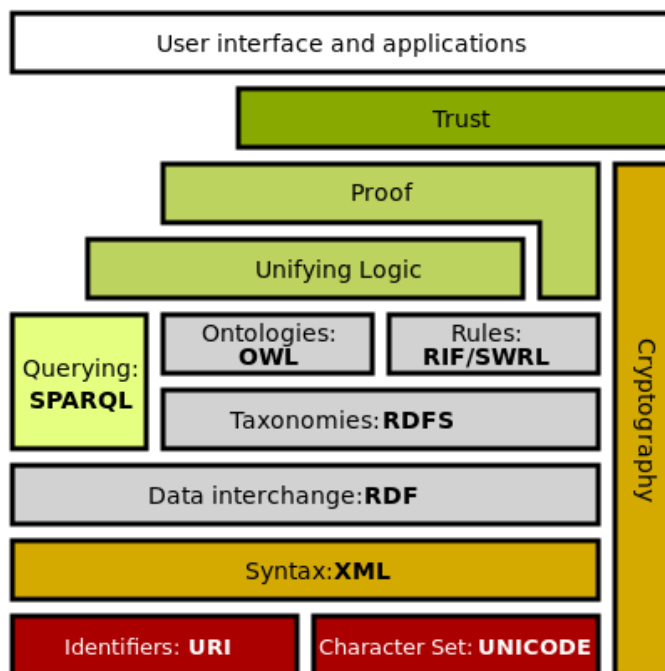 User interface and applications
Trust
Proof
Unifying Logic
Querying:
SPARQL
Ontologies:
OWL
Rules:
RIF/SWRL
Taxonomies: RDFS
Data interchange: RDF
Syntax: XML
Identifiers: URI
Character Set: UNICODE
Cryptography